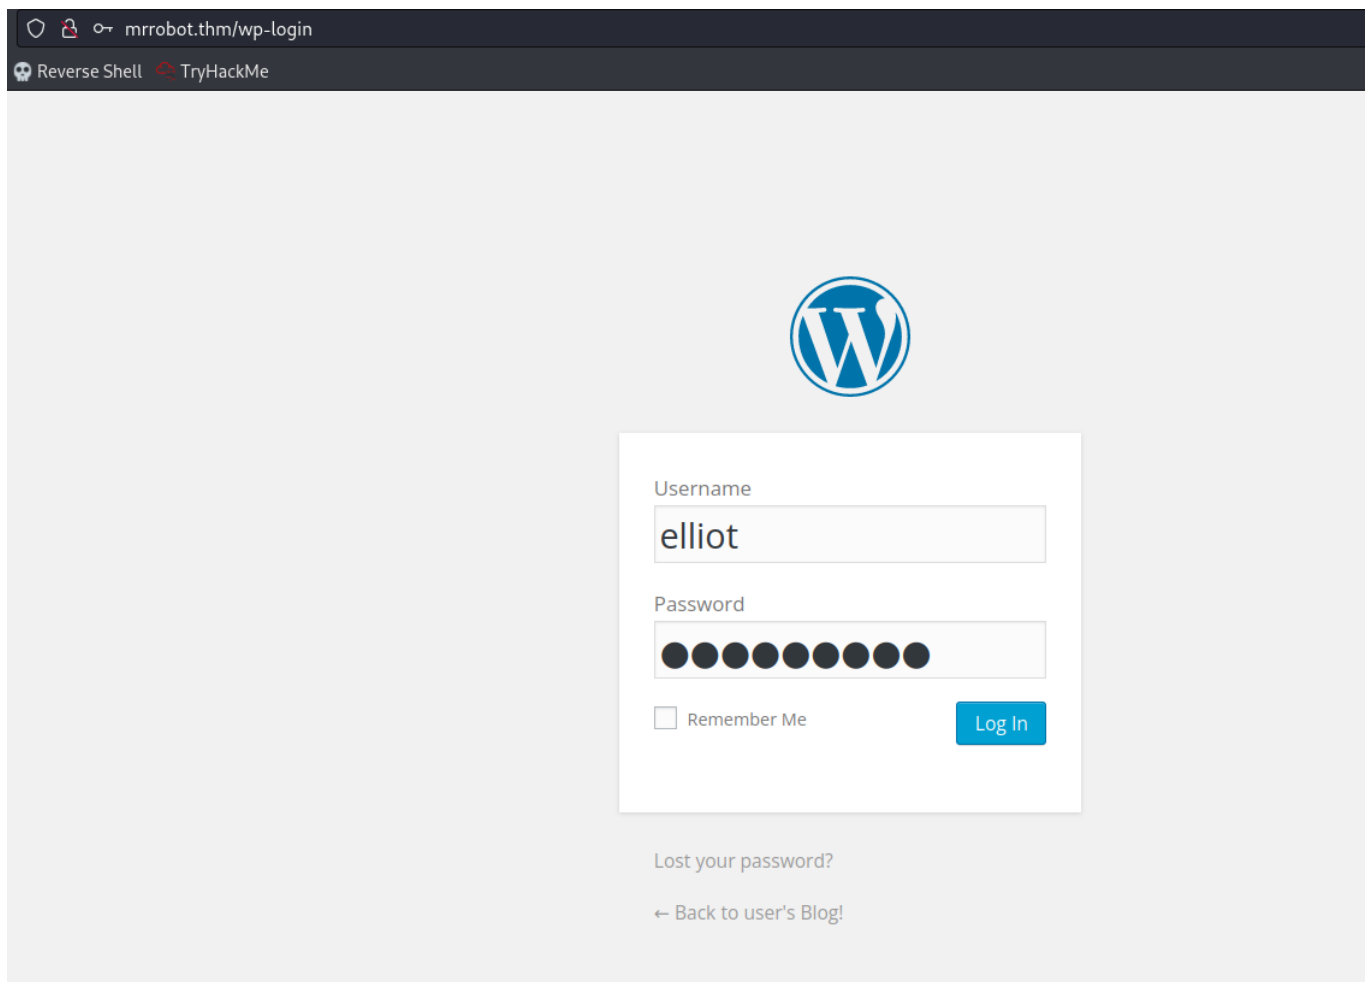 mrrobot.thm/wp-login
Reverse Shell TryHackMe
Username
elliot
Password
●●●●●●●●●
Remember Me
Log In
Lost your password?
← Back to user's Blog!